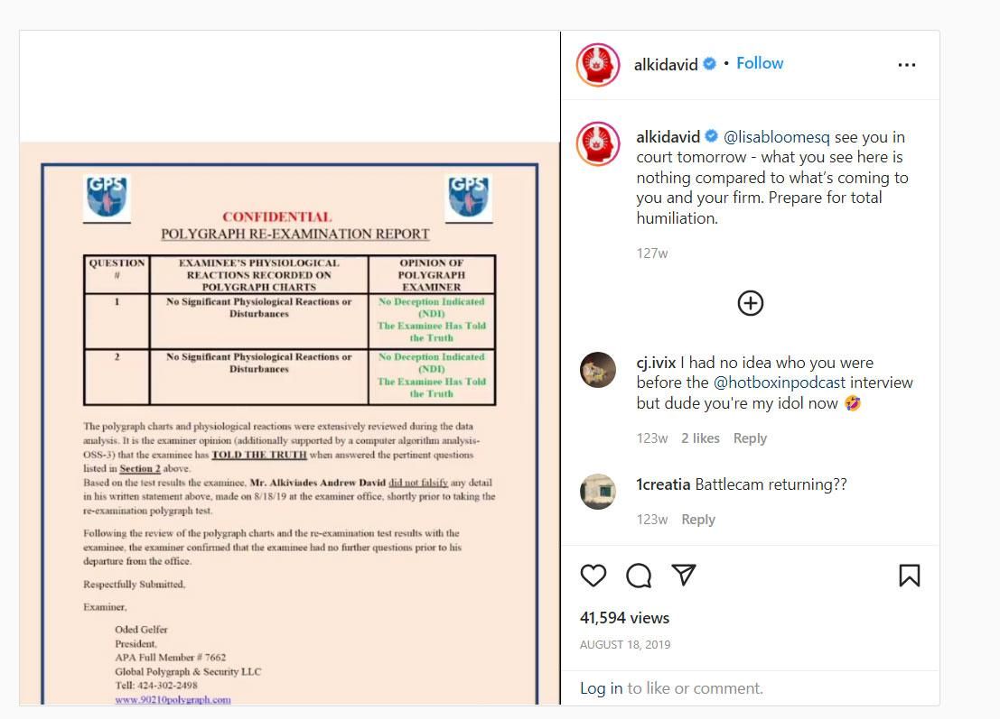 GPS
GPS
CONFIDENTIAL
POLYGRAPH RE-EXAMINATION REPORT
QUESTION
#
EXAMINEE'S PHYSIOLOGICAL
REACTIONS RECORDED ON
POLYGRAPH CHARTS
OPINION OF
POLYGRAPH
EXAMINER
1
No Significant Physiological Reactions or
Disturbances
No Deception Indicated
(NDI)
The Examinee Has Told
the Truth
2
No Significant Physiological Reactions or
Disturbances
No Deception Indicated
(NDI)
The Examinee Has Told
the Truth
The polygraph charts and physiological reactions were extensively reviewed during the data
analysis. It is the examiner opinion (additionally supported by a computer algorithm analysis-
OSS-3) that the examinee has TOLD THE TRUTH when answered the pertinent questions
listed in Section 2 above.
Based on the test results the examinee, Mr. Alkiviades Andrew David did not falsify any detail
in his written statement above, made on 8/18/19 at the examiner office, shortly prior to taking the
re-examination polygraph test.
Following the review of the polygraph charts and the re-examination test results with the
examinee, the examiner confirmed that the examinee had no further questions prior to his
departure from the office.
Respectfully Submitted,
Examiner,
Oded Gelfer
President,
APA Full Member # 7662
Global Polygraph & Security LLC
Tell: 424-302-2498
www.90210polygraph.com
alkidavid • Follow
alkidavid @lisabloomesq see you in
court tomorrow - what you see here is
nothing compared to what's coming to
you and your firm. Prepare for total
humiliation.
127w
cj.ivix I had no idea who you were
before the @hotboxinpodcast interview
but dude you're my idol now 🤣
123w 2 likes Reply
1creatia Battlecam returning??
123w Reply
41,594 views
AUGUST 18, 2019
Log in to like or comment.